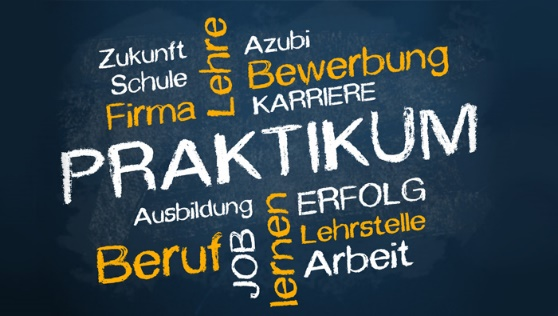 Zukunft
Lehre
Azubi
Schule
Bewerbung
Firma
KARRIERE
PRAKTIKUM
Ausbildung
lernen
ERFOLG
Lehrstelle
Beruf
JOB
Arbeit